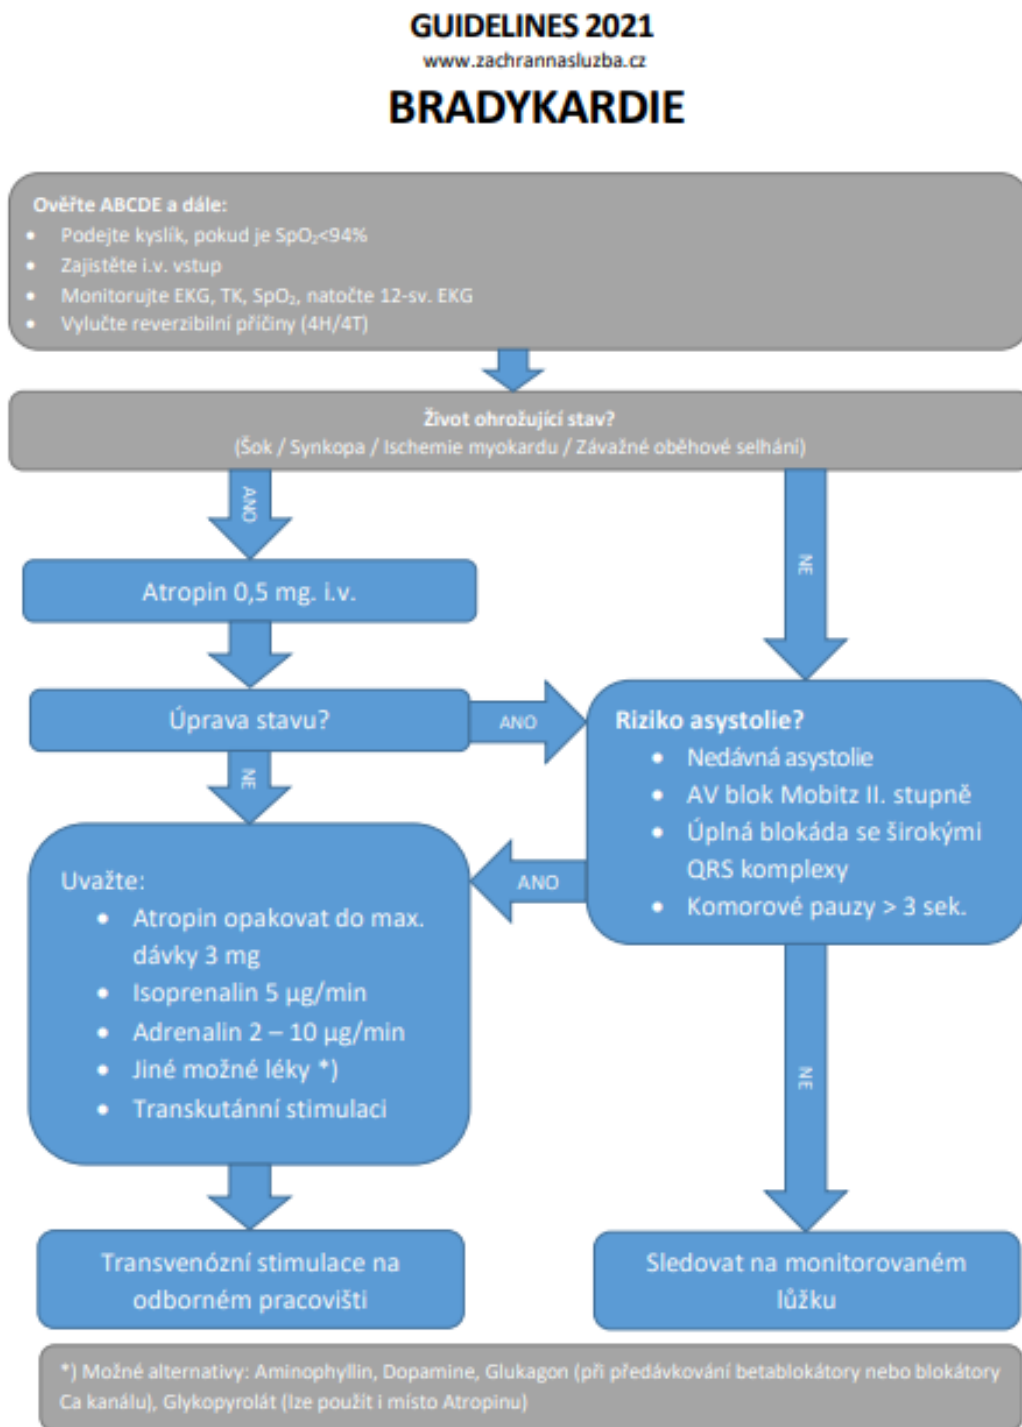 GUIDELINES 2021
www.zachrannasluzba.cz
BRADYKARDIE
Ověřte ABCDE a dále:
• Podejte kyslík, pokud je SpO₂<94%
• Zajistěte i.v. vstup
• Monitorujte EKG, TK, SpO₂, natočte 12-sv. EKG
• Vylučte reverzibilní příčiny (4H/4T)
Život ohrožující stav?
(Šok / Synkopa / Ischemie myokardu / Závažné oběhové selhání)
ANO
NE
Atropin 0,5 mg. i.v.
Úprava stavu?
ANO
NE
Riziko asystolie?
• Nedávná asystolie
• AV blok Mobitz II. stupně
• Úplná blokáda se širokými
QRS komplexy
• Komorové pauzy > 3 sek.
ANO
NE
Uvažte:
• Atropin opakovat do max.
dávky 3 mg
• Isoprenalin 5 µg/min
• Adrenalin 2 – 10 µg/min
• Jiné možné léky *)
• Transkutánní stimulaci
Transvenózní stimulace na
odborném pracovišti
Sledovat na monitorovaném
lůžku
*) Možné alternativy: Aminophyllin, Dopamine, Glukagon (při předávkování betablokátory nebo blokátory
Ca kanálu), Glykopyrolát (lze použít i místo Atropinu)